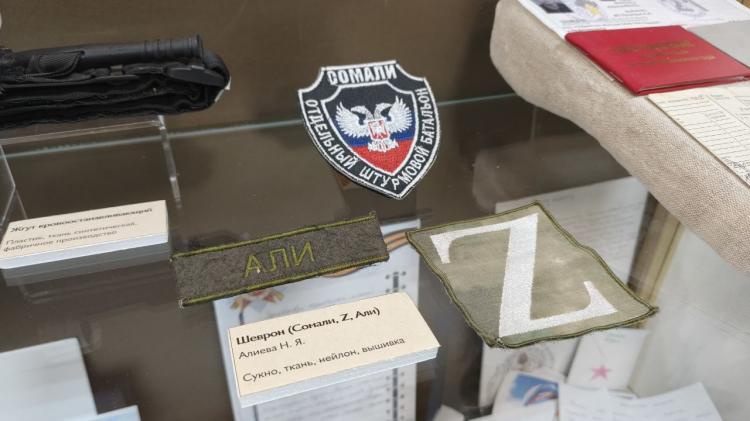 СОМАЛИ
ОТДЕЛЬНЫЙ ШТУРМОВОЙ БАТАЛЬОН
Жгут кровоостанавливающий
Пластик, ткань синтетическая,
фабричное производство
АЛИ
Z
Шеврон (Сомали, Z, Али)
Алиева Н. Я.
Сукно, ткань, нейлон, вышивка